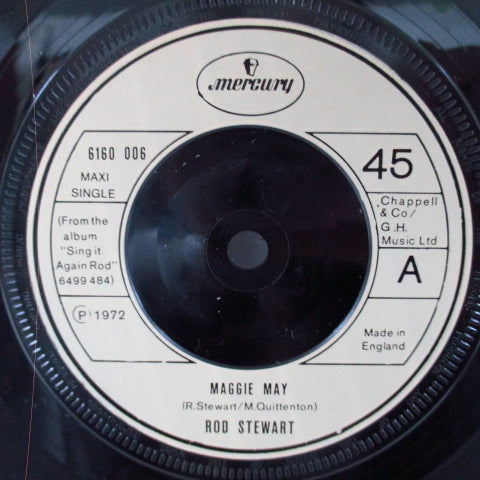 mercury
6160 006
MAXI
SINGLE
(From the
album
"Sing it
Again Rod"
6499 484)
(P) 1972
45
Chappell
& Co/
G.H.
Music Ltd
A
Made in
England
MAGGIE MAY
(R.Stewart/M.Quittenton)
ROD STEWART